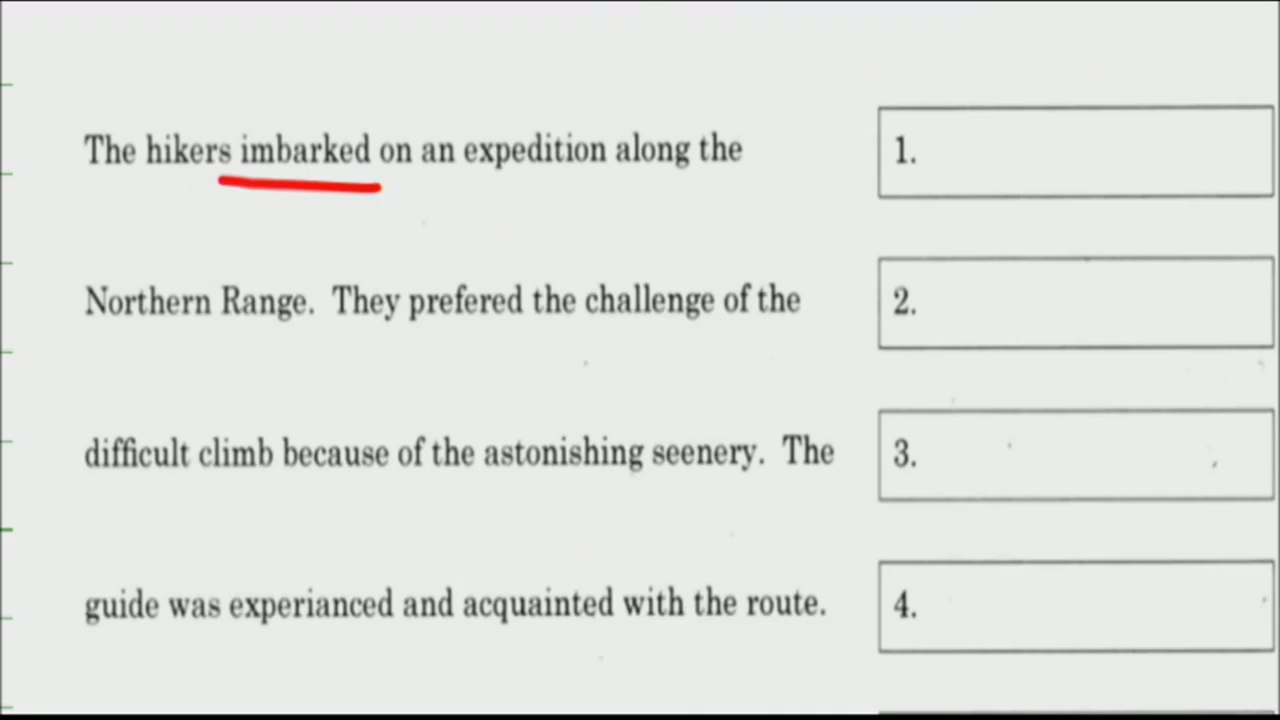 The hikers imbarked on an expedition along the
1.
Northern Range. They prefered the challenge of the
2.
difficult climb because of the astonishing seenery. The
3.
guide was experianced and acquainted with the route.
4.